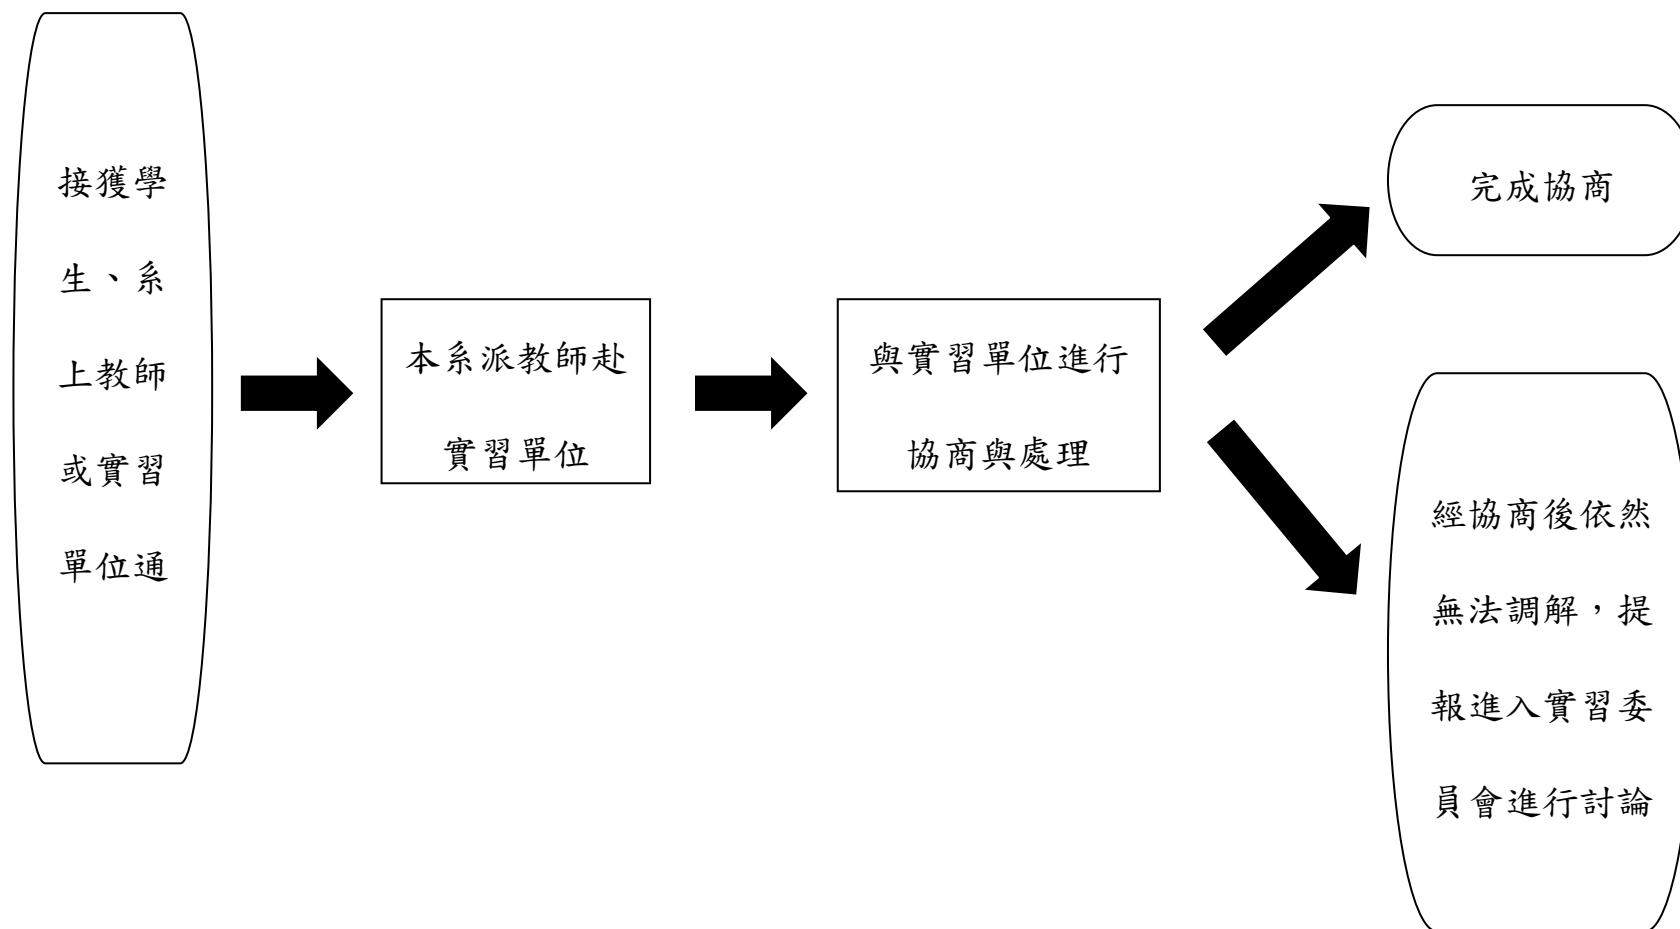 接獲學
生、系
上教師
或實習
單位通
本系派教師赴
實習單位
與實習單位進行
協商與處理
完成協商
經協商後依然
無法調解，提
報進入實習委
員會進行討論